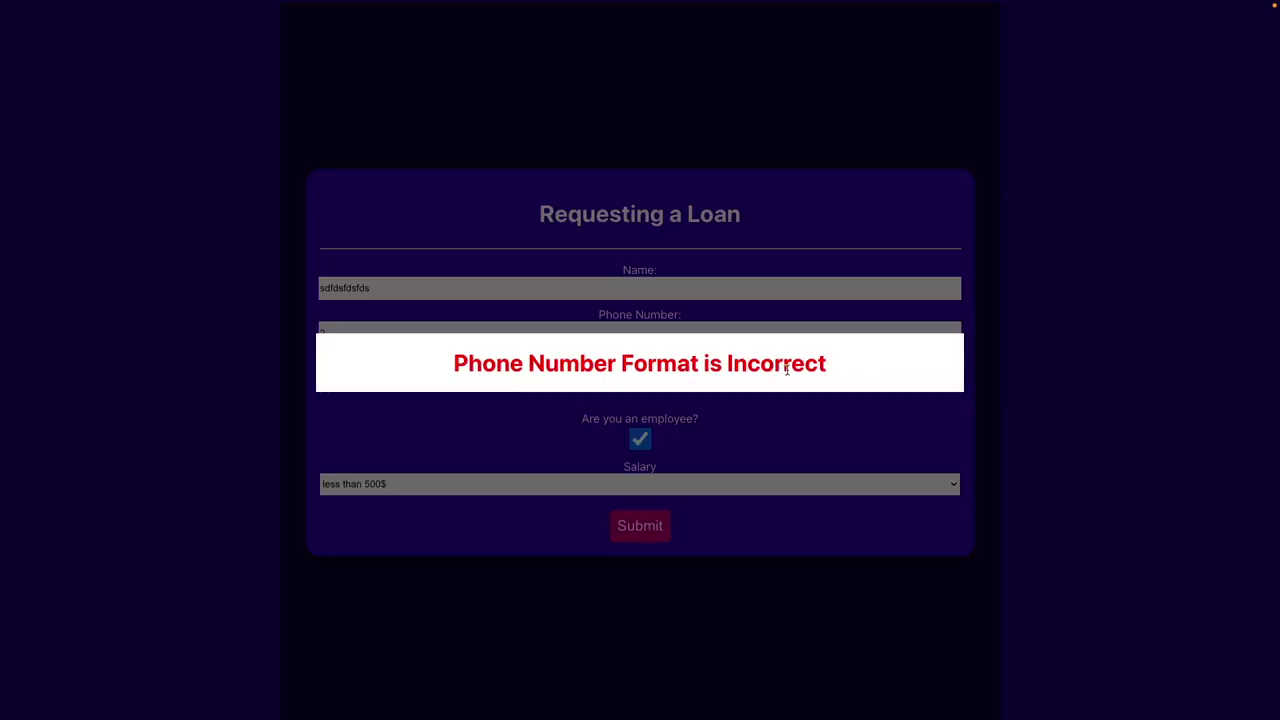 Requesting a Loan
Name:
sdfdsfdsfds
Phone Number:
Phone Number Format is Incorrect
Are you an employee?
Salary
less than 500$
Submit